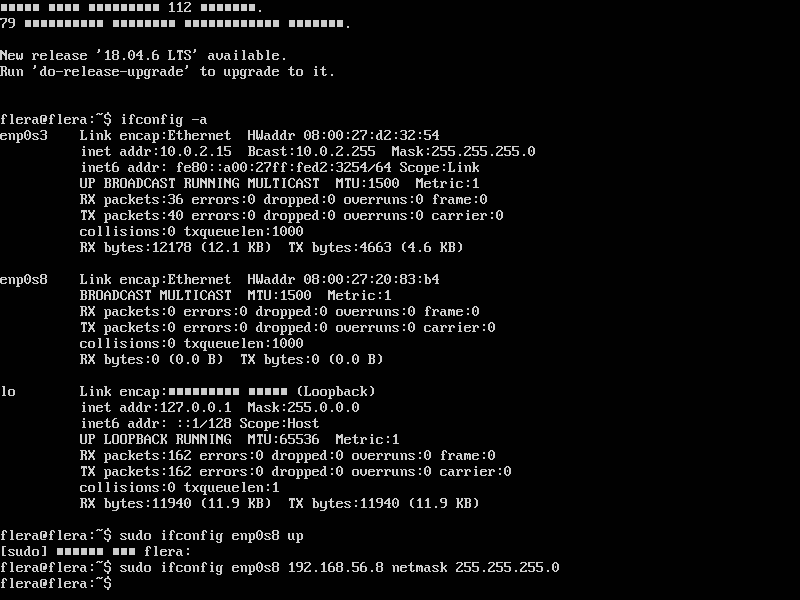 112 .
79 .
New release '18.04.6 LTS' available.
Run 'do-release-upgrade' to upgrade to it.
flera@flera:~$ ifconfig -a
enp0s3    Link encap:Ethernet  HWaddr 08:00:27:d2:32:54
          inet addr:10.0.2.15  Bcast:10.0.2.255  Mask:255.255.255.0
          inet6 addr: fe80::a00:27ff:fed2:3254/64 Scope:Link
          UP BROADCAST RUNNING MULTICAST  MTU:1500  Metric:1
          RX packets:36 errors:0 dropped:0 overruns:0 frame:0
          TX packets:40 errors:0 dropped:0 overruns:0 carrier:0
          collisions:0 txqueuelen:1000
          RX bytes:12178 (12.1 KB)  TX bytes:4663 (4.6 KB)
enp0s8    Link encap:Ethernet  HWaddr 08:00:27:20:83:b4
          BROADCAST MULTICAST  MTU:1500  Metric:1
          RX packets:0 errors:0 dropped:0 overruns:0 frame:0
          TX packets:0 errors:0 dropped:0 overruns:0 carrier:0
          collisions:0 txqueuelen:1000
          RX bytes:0 (0.0 B)  TX bytes:0 (0.0 B)
lo        Link encap: (Loopback)
          inet addr:127.0.0.1  Mask:255.0.0.0
          inet6 addr: ::1/128 Scope:Host
          UP LOOPBACK RUNNING  MTU:65536  Metric:1
          RX packets:162 errors:0 dropped:0 overruns:0 frame:0
          TX packets:162 errors:0 dropped:0 overruns:0 carrier:0
          collisions:0 txqueuelen:1
          RX bytes:11940 (11.9 KB)  TX bytes:11940 (11.9 KB)
flera@flera:~$ sudo ifconfig enp0s8 up
[sudo] flera:
flera@flera:~$ sudo ifconfig enp0s8 192.168.56.8 netmask 255.255.255.0
flera@flera:~$